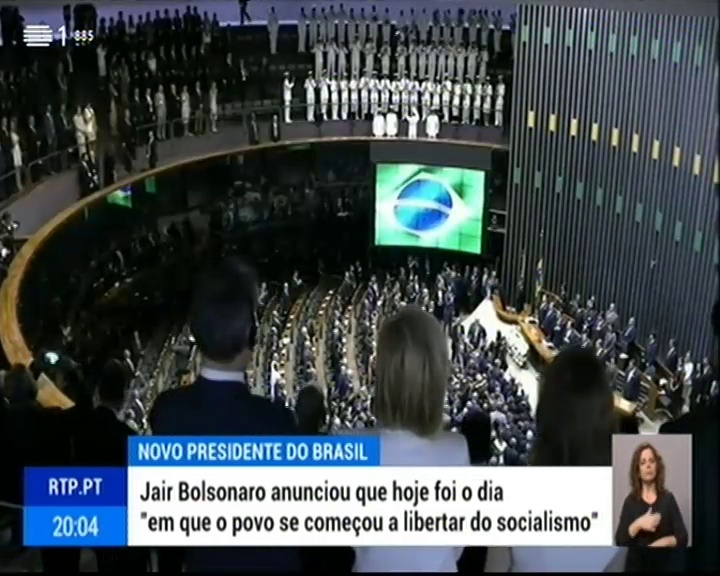 1 885
NOVO PRESIDENTE DO BRASIL
RTP.PT
Jair Bolsonaro anunciou que hoje foi o dia
20:04
"em que o povo se começou a libertar do socialismo"